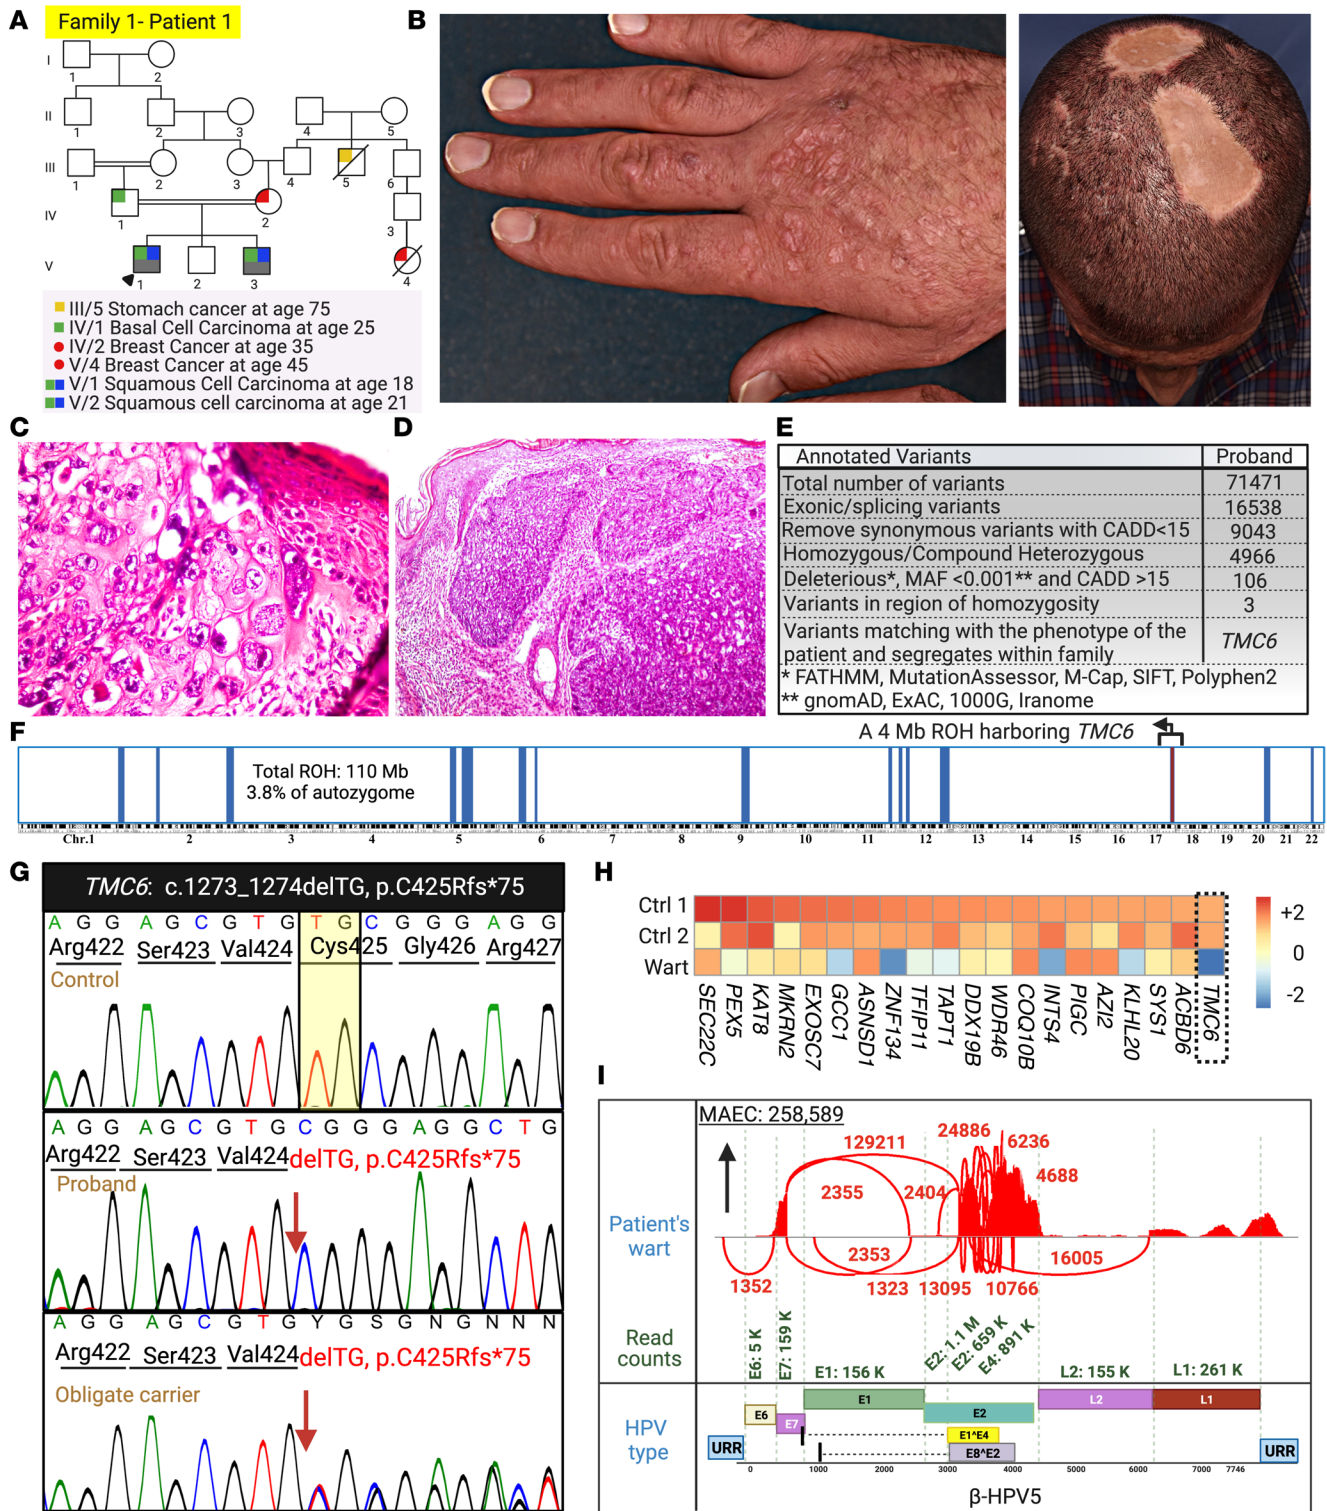 A
Family 1- Patient 1
I
1 2
II
1 2 3 4 5
III
1 2 3 4 5 6
IV
1 2 3
V
1 2 3 4
III/5 Stomach cancer at age 75
IV/1 Basal Cell Carcinoma at age 25
IV/2 Breast Cancer at age 35
V/4 Breast Cancer at age 45
V/1 Squamous Cell Carcinoma at age 18
V/2 Squamous cell carcinoma at age 21
B
C
D
E
Annotated Variants Proband
Total number of variants 71471
Exonic/splicing variants 16538
Remove synonymous variants with CADD<15 9043
Homozygous/Compound Heterozygous 4966
Deleterious*, MAF <0.001** and CADD >15 106
Variants in region of homozygosity 3
Variants matching with the phenotype of the
patient and segregates within family TMC6
* FATHMM, MutationAssessor, M-Cap, SIFT, Polyphen2
** gnomAD, ExAC, 1000G, Iranome
F
A 4 Mb ROH harboring TMC6
Total ROH: 110 Mb
3.8% of autozygome
Chr.1 2 3 4 5 6 7 8 9 10 11 12 13 14 15 16 17 18 19 20 21 22
G
TMC6: c.1273_1274delTG, p.C425Rfs*75
A G G A G C G T G T G C G G G A G G
Arg422 Ser423 Val424 Cys425 Gly426 Arg427
Control
A G G A G C G T G C G G G A G G C T G
Arg422 Ser423 Val424 delTG, p.C425Rfs*75
Proband
A G G A G C G T G Y G S G N G N N N
Arg422 Ser423 Val424 delTG, p.C425Rfs*75
Obligate carrier
H
Ctrl 1
Ctrl 2
Wart
SEC22C PEX5 KAT8 MKRN2 EXOSC7 GCC1 ASNSD1 ZNF134 TFIP11 TAPT1 DDX19B WDR46 COQ10B INTS4 PIGC AZI2 KLHL20 SYS1 ACBD6 TMC6
+2
0
-2
I
MAEC: 258,589
129211 24886 6236
2355 2404 4688
Patient's
wart
2353 16005
1352 1323 13095 10766
Read
counts
E6: 5 K E7: 159 K E1: 156 K E2: 1.1 M E2: 659 K E4: 891 K L2: 155 K L1: 261 K
HPV
type
URR E6 E7 E1 E2 E1^E4 E8^E2 L2 L1 URR
0 1000 2000 3000 4000 5000 6000 7000 7746
β-HPV5